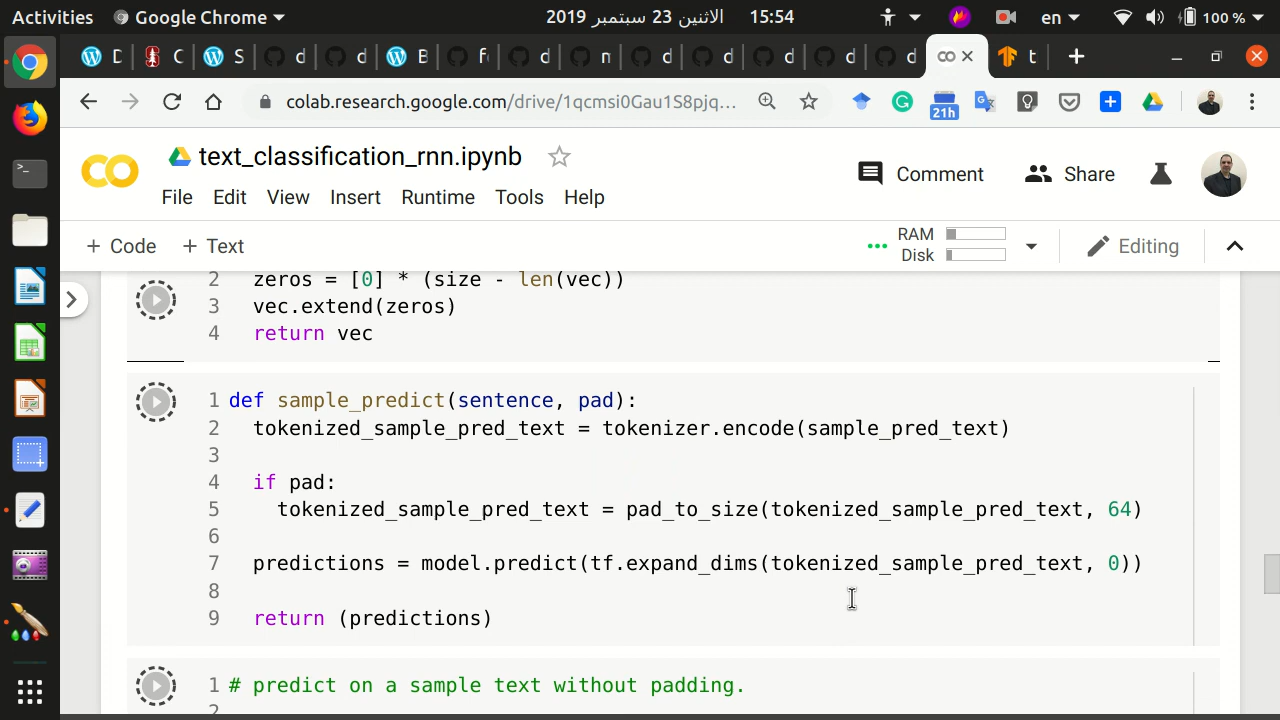 Activities Google Chrome 2019 الاثنين 23 سبتمبر 15:54 en 100 %
D C S d d B f d n d d d d d t
colab.research.google.com/drive/1qcmsi0Gau1S8pjq... 21h
text_classification_rnn.ipynb
Comment Share
File Edit View Insert Runtime Tools Help
+ Code + Text RAM Disk Editing
2 zeros = [0] * (size - len(vec))
3 vec.extend(zeros)
4 return vec
1 def sample_predict(sentence, pad):
2 tokenized_sample_pred_text = tokenizer.encode(sample_pred_text)
3
4 if pad:
5 tokenized_sample_pred_text = pad_to_size(tokenized_sample_pred_text, 64)
6
7 predictions = model.predict(tf.expand_dims(tokenized_sample_pred_text, 0))
8
9 return (predictions)
1 # predict on a sample text without padding.
2